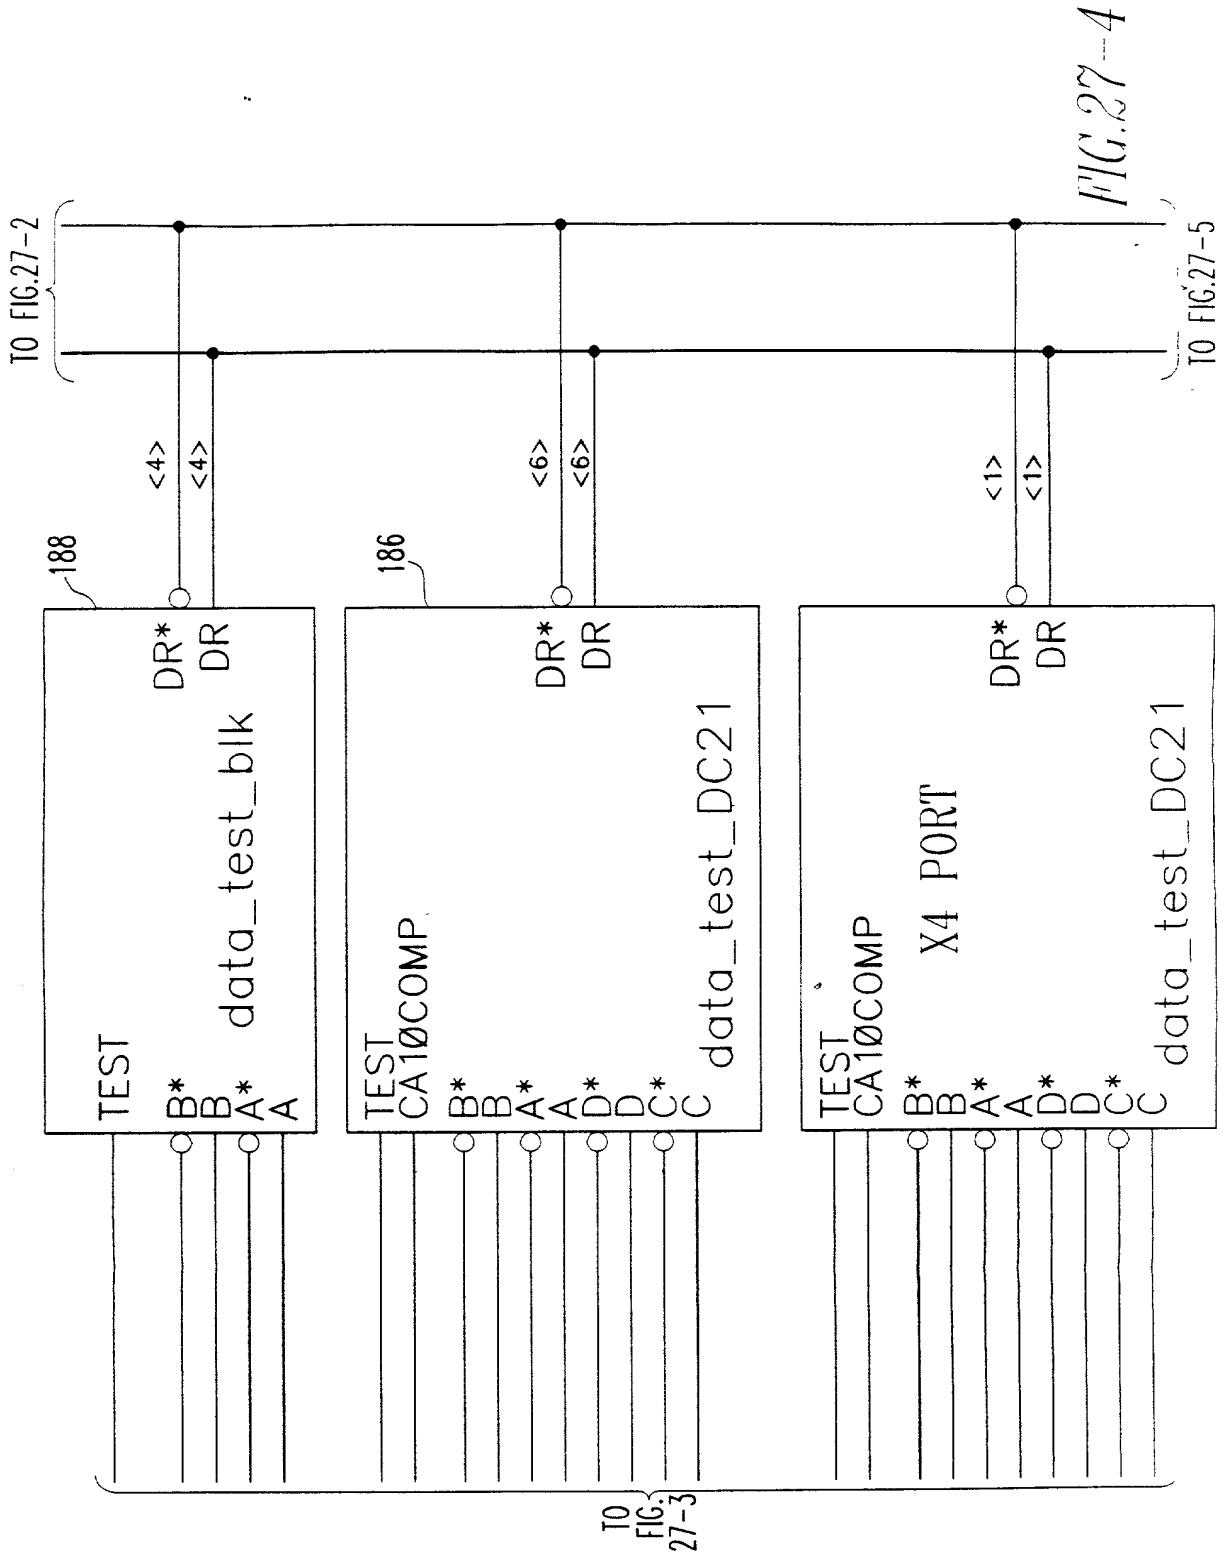 TO FIG.27-2
188
TEST
B*
B
A*
A
data_test_blk
DR*
DR
<4>
<4>
186
TEST
CA10COMP
B*
B
A*
A
D*
D
C*
C
data_test_DC21
DR*
DR
<6>
<6>
TEST
CA10COMP
B*
B
A*
A
D*
D
C*
C
X4 PORT
data_test_DC21
DR*
DR
<1>
<1>
TO
FIG.
27-3
TO FIG.27-5
FIG.27-4